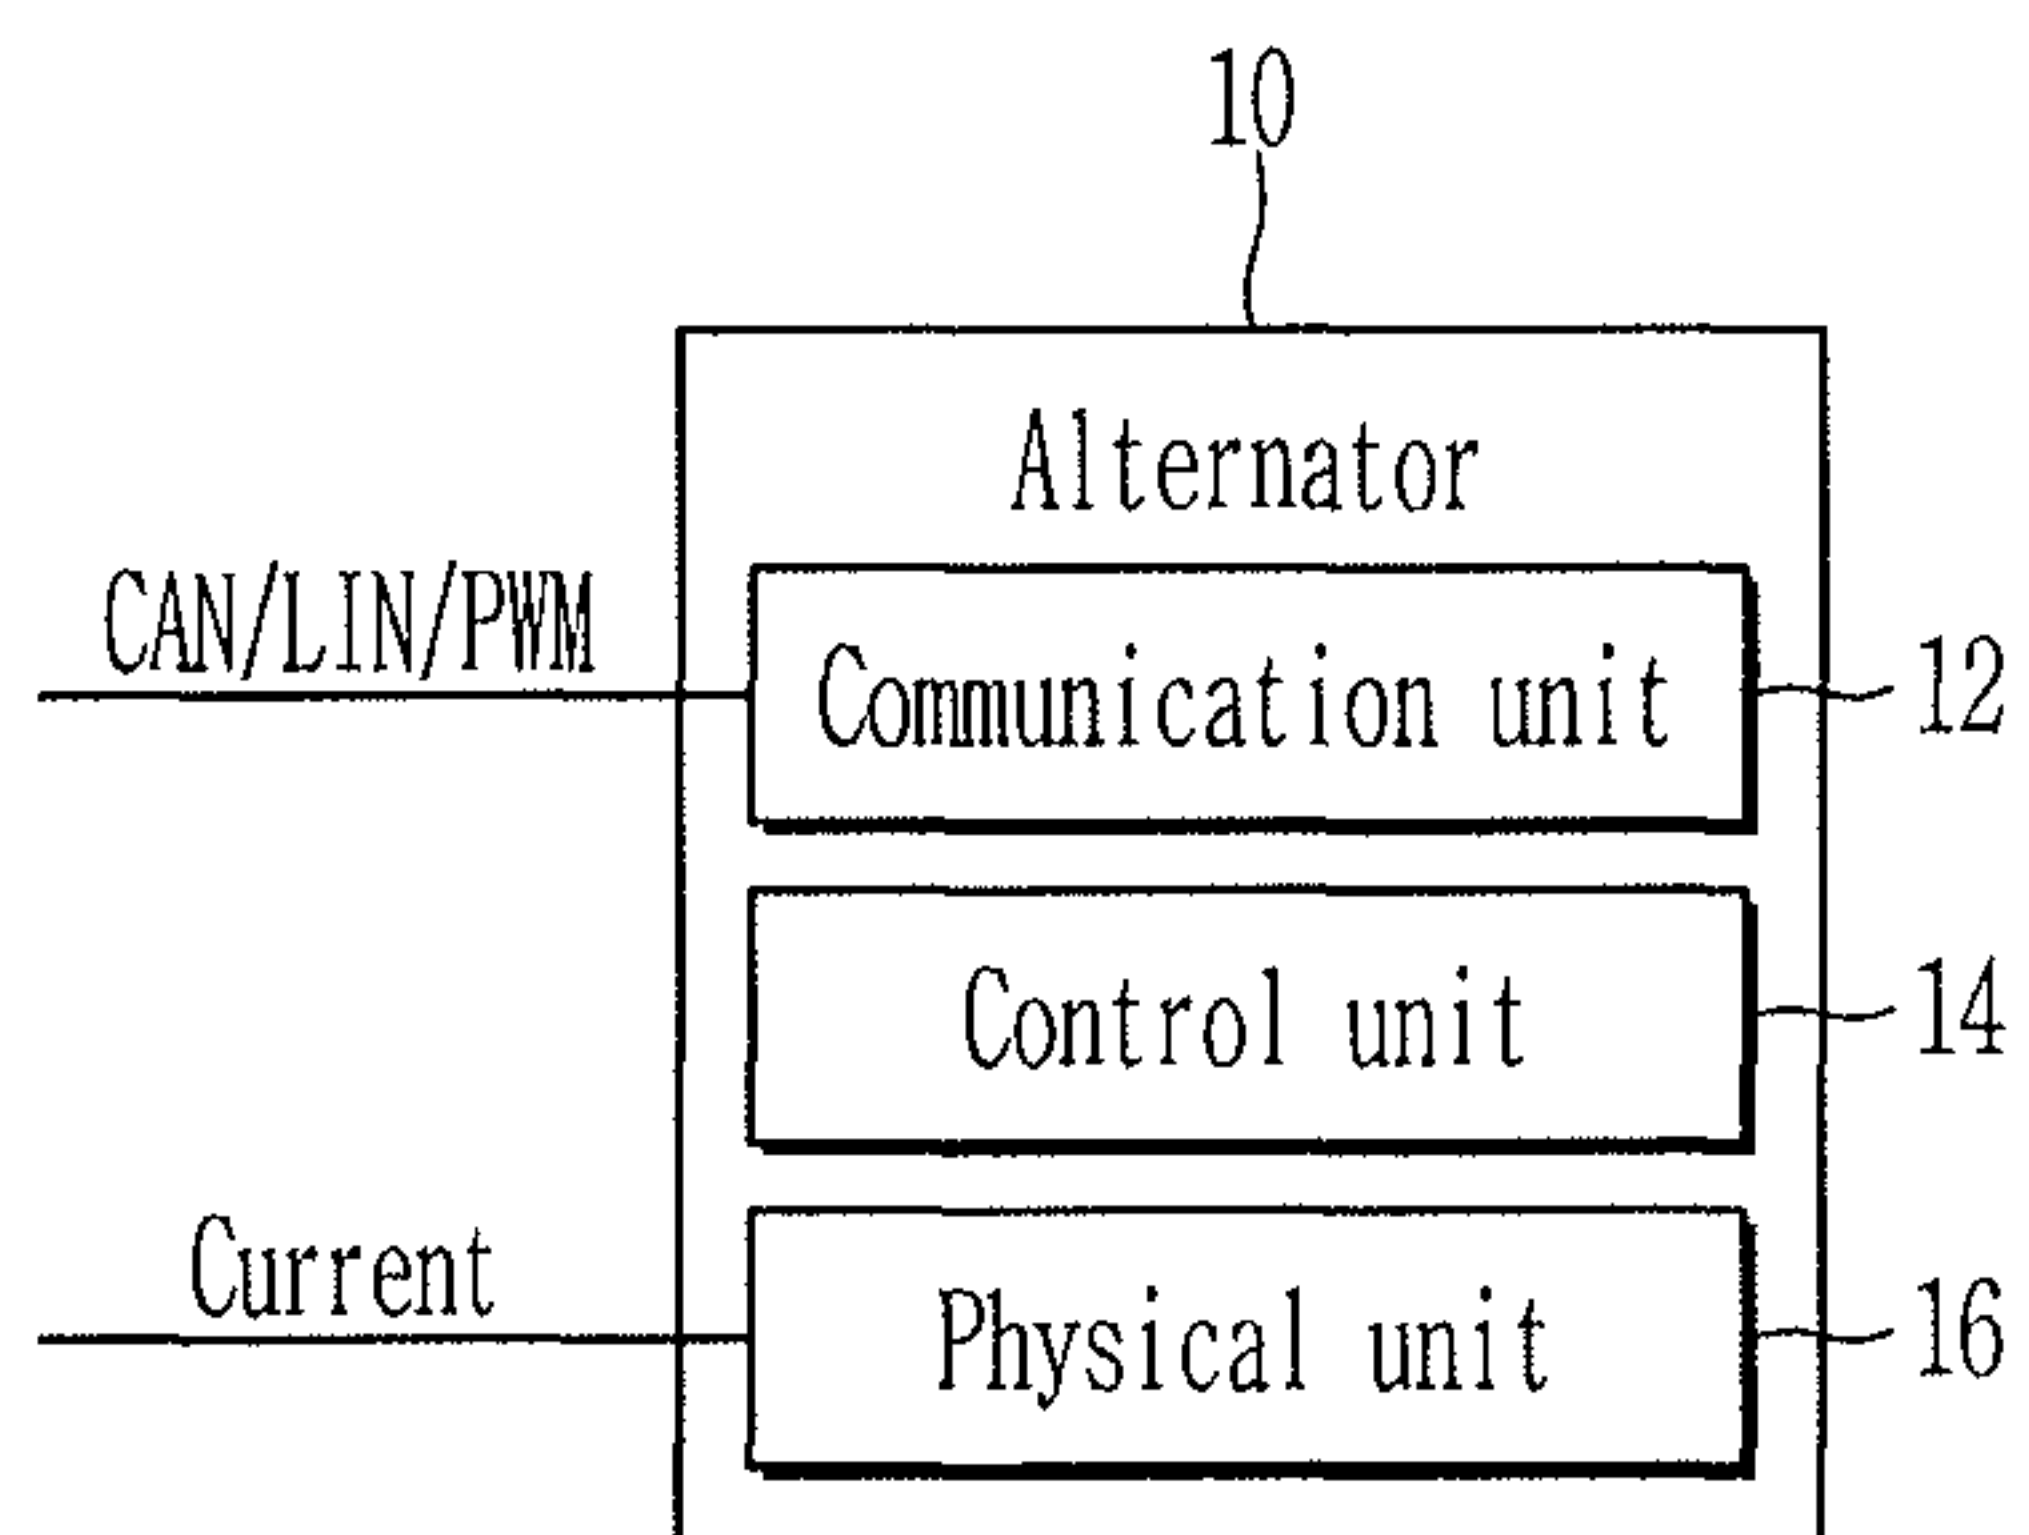 10
Alternator
CAN/LIN/PWM
Communication unit
12
Control unit
14
Current
Physical unit
16